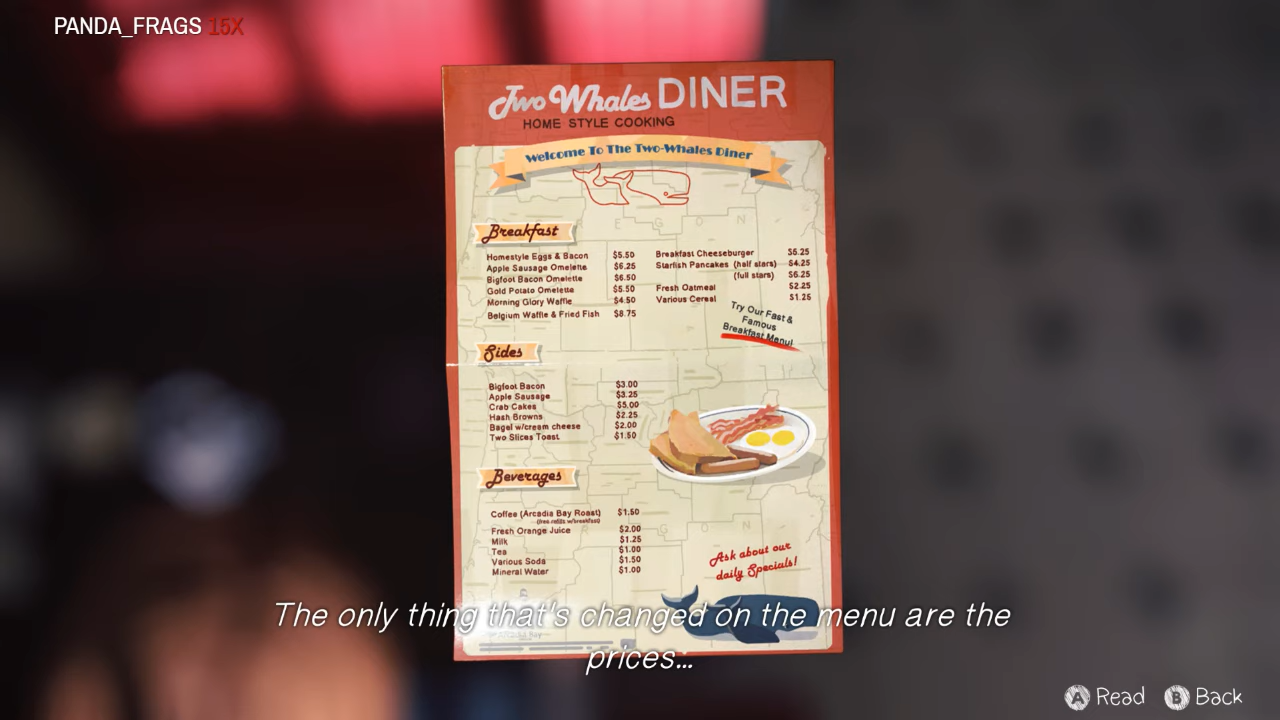 PANDA_FRAGS 15X
Two Whales DINER
HOME STYLE COOKING
Welcome To The Two-Whales Diner
E G O N
Breakfast
Homestyle Eggs & Bacon $5.50
Apple Sausage Omelette $6.25
Bigfoot Bacon Omelette $6.50
Gold Potato Omelette $5.50
Morning Glory Waffle $4.50
Belgium Waffle & Fried Fish $8.75
Breakfast Cheeseburger $6.25
Starfish Pancakes (half stars) $4.25
(full stars) $6.25
Fresh Oatmeal $2.25
Various Cereal $1.25
Try Our Fast &
Famous
Breakfast Menu!
Sides
Bigfoot Bacon $3.00
Apple Sausage $3.25
Crab Cakes $5.00
Hash Browns $2.25
Bagel w/cream cheese $2.00
Two Slices Toast $1.50
Beverages
Coffee (Arcadia Bay Roast) $1.50
(free refills w/breakfast)
Fresh Orange Juice $2.00
Milk $1.25
Tea $1.00
Various Soda $1.50
Mineral Water $1.00
G O N
Ask about our
daily Specials!
The only thing that's changed on the menu are the
prices...
A Read B Back